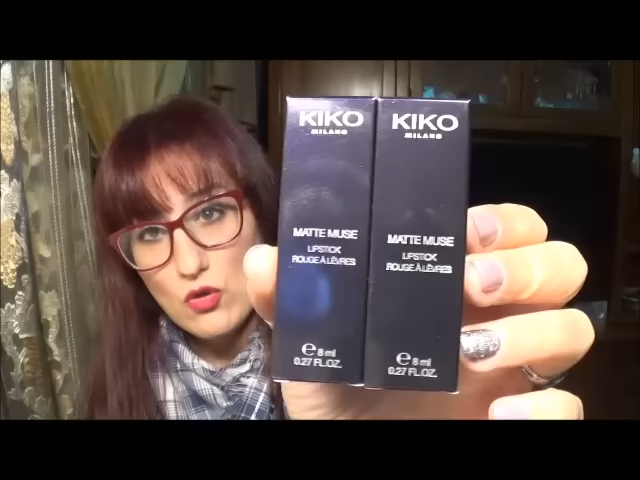 KIKO
MILANO
MATTE MUSE
LIPSTICK
ROUGE À LÈVRES
e 8 ml
0.27 FL.OZ.
KIKO
MILANO
MATTE MUSE
LIPSTICK
ROUGE À LÈVRES
e 8 ml
0.27 FL.OZ.